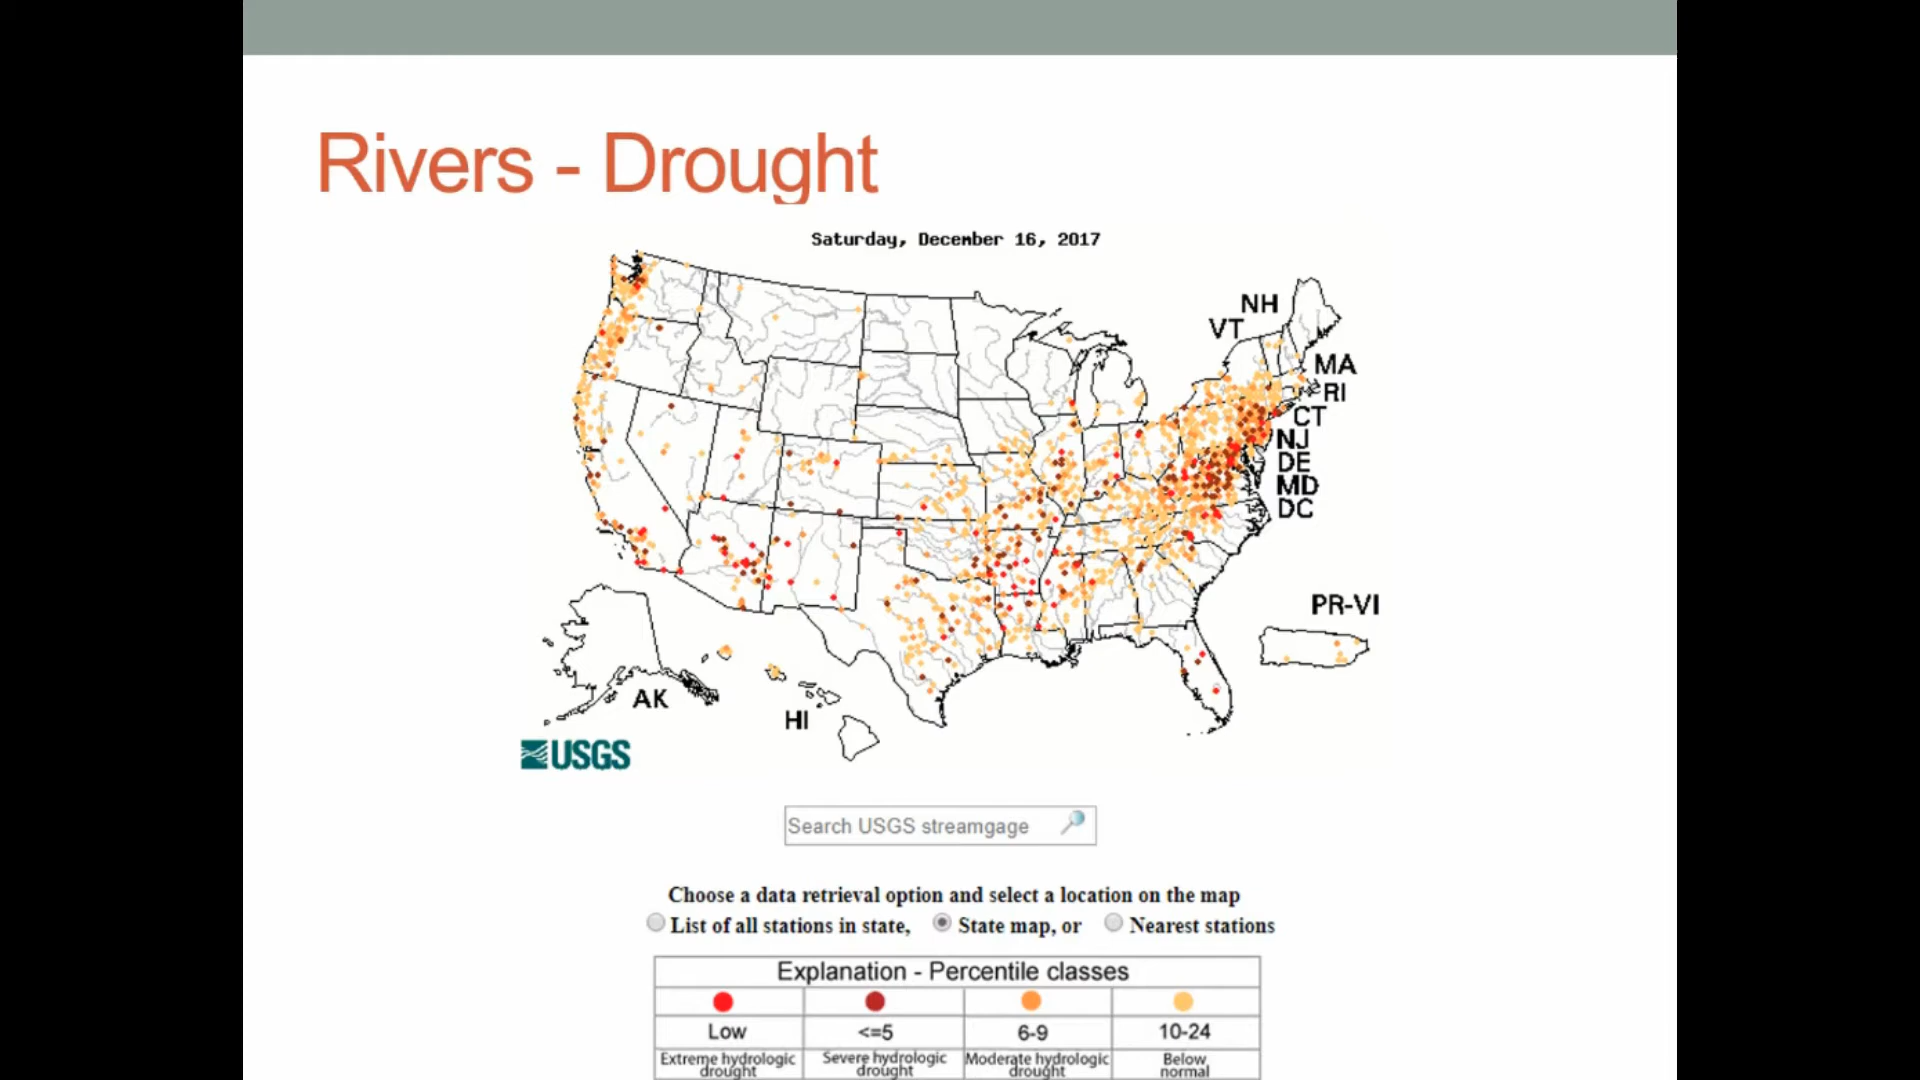 Rivers - Drought
Saturday, December 16, 2017
NH
VT
MA
RI
CT
NJ
DE
MD
DC
PR-VI
AK
HI
USGS
Search USGS streamgage
Choose a data retrieval option and select a location on the map
List of all stations in state, State map, or Nearest stations
Explanation - Percentile classes
Low <=5 6-9 10-24
Extreme hydrologic drought Severe hydrologic drought Moderate hydrologic drought Below normal